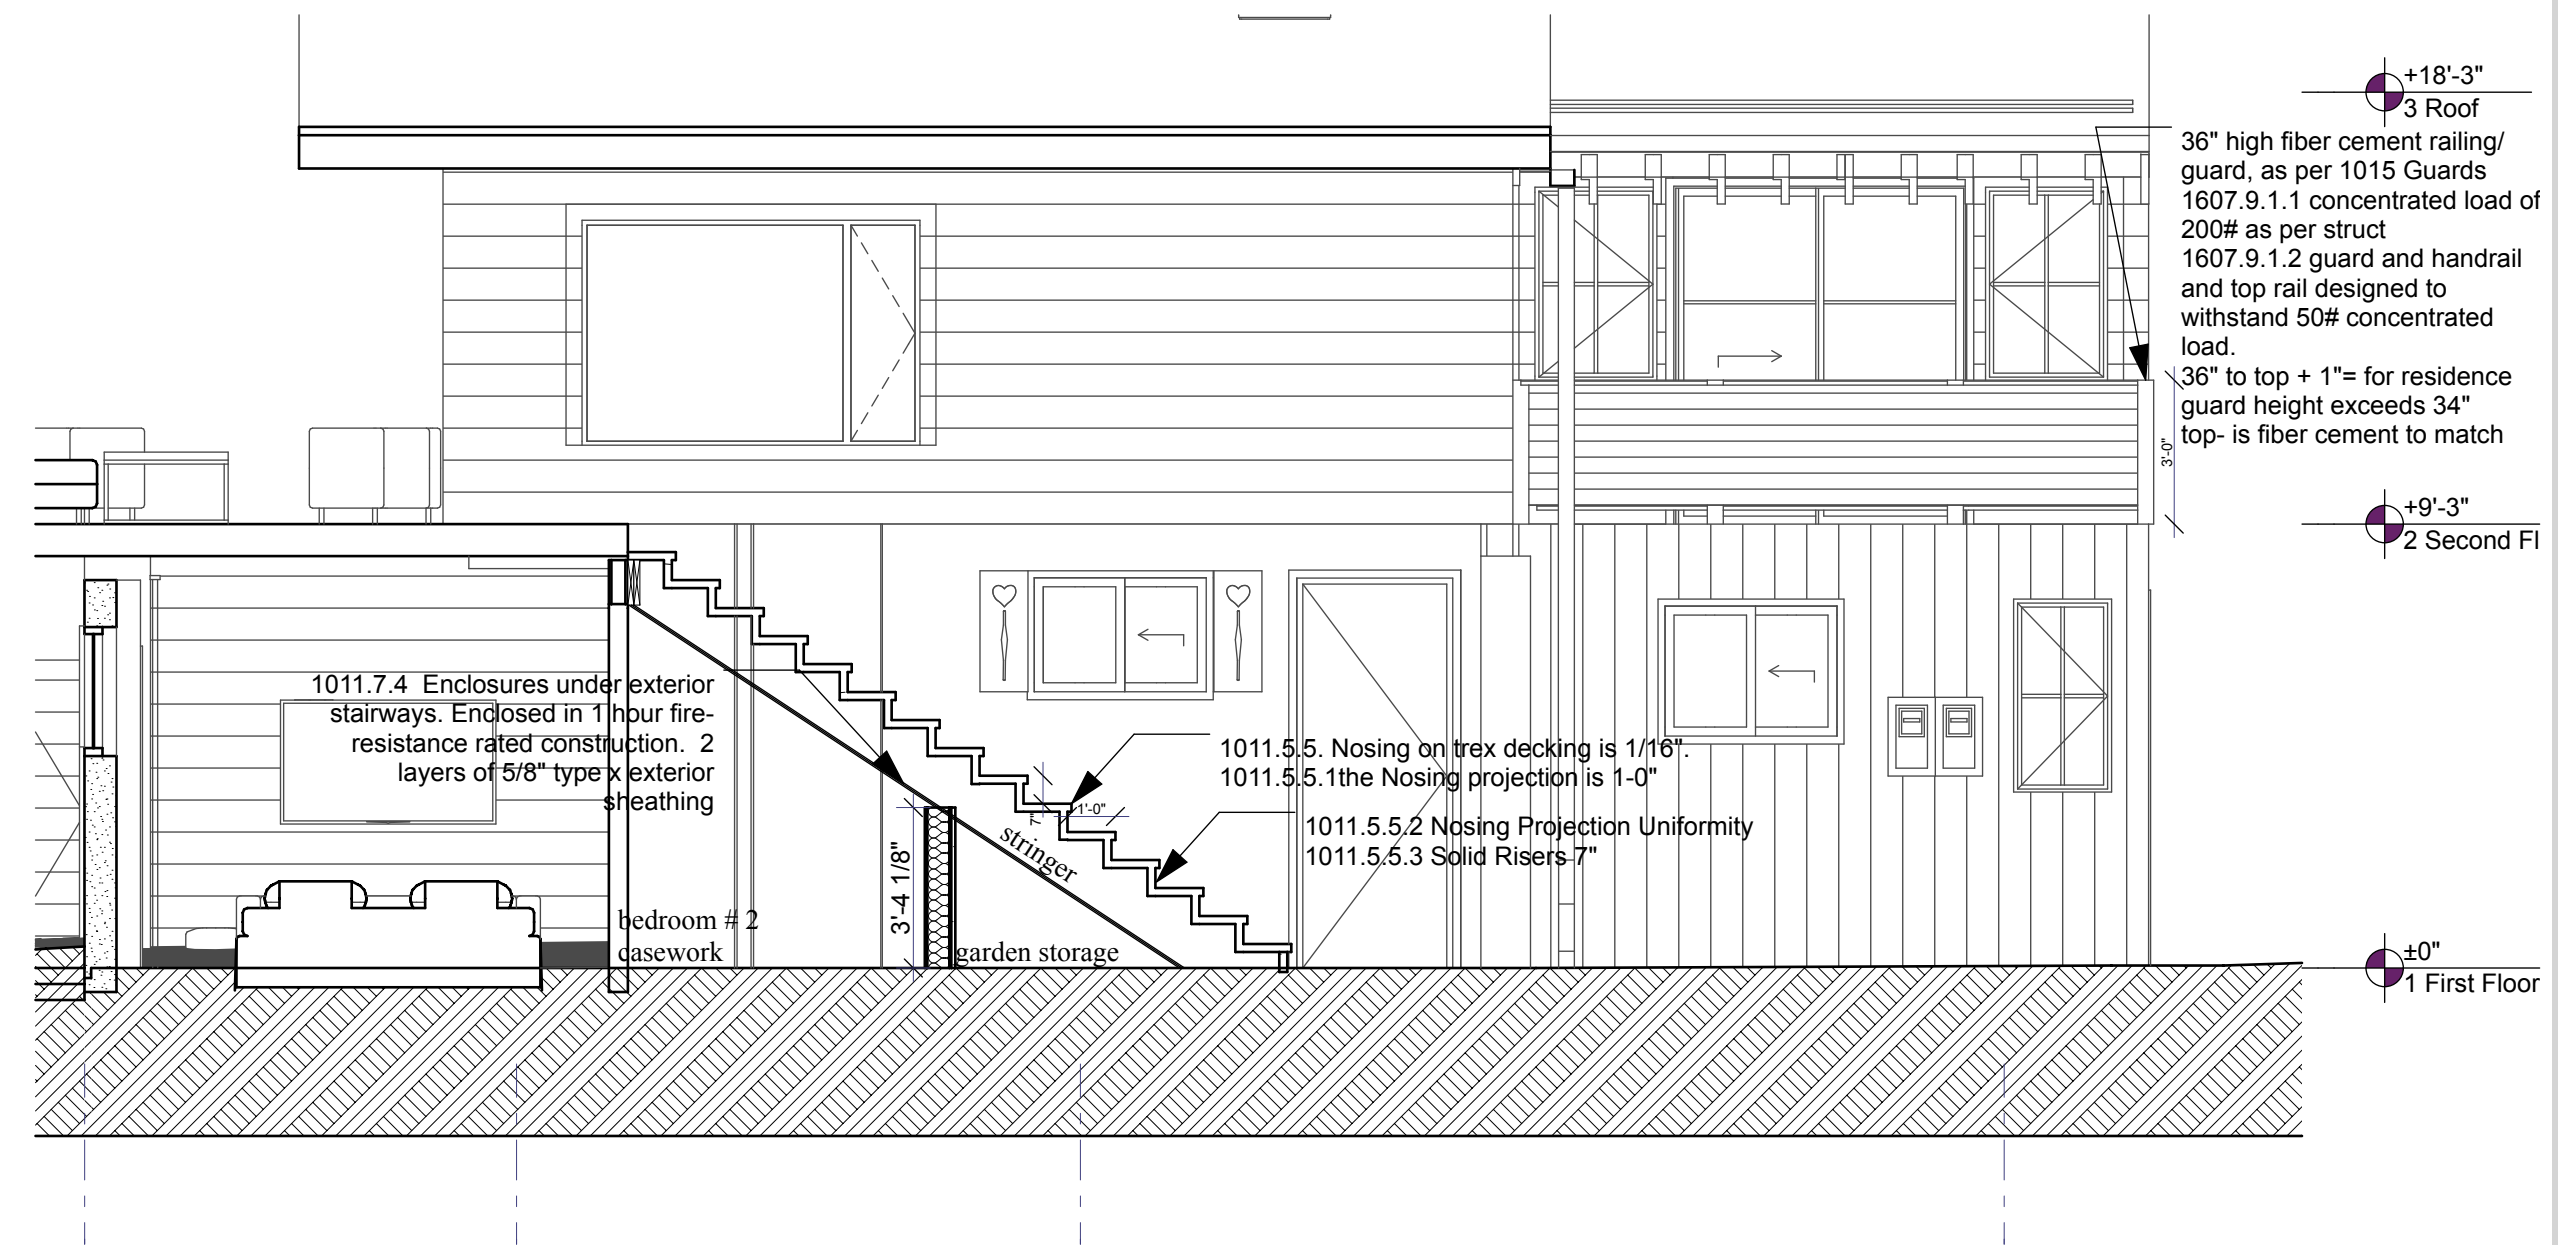 +18'-3"
3 Roof
36" high fiber cement railing/
guard, as per 1015 Guards
1607.9.1.1 concentrated load of
200# as per struct
1607.9.1.2 guard and handrail
and top rail designed to
withstand 50# concentrated
load.
36" to top + 1"= for residence
guard height exceeds 34"
top- is fiber cement to match
3'-0"
+9'-3"
2 Second Fl
1011.7.4 Enclosures under exterior
stairways. Enclosed in 1 hour fire-
resistance rated construction. 2
layers of 5/8" type x exterior
sheathing
1011.5.5. Nosing on trex decking is 1/16".
1011.5.5.1the Nosing projection is 1-0"
1'-0"
7"
1011.5.5.2 Nosing Projection Uniformity
1011.5.5.3 Solid Risers 7"
stringer
3'-4 1/8"
bedroom # 2
casework
garden storage
±0"
1 First Floor